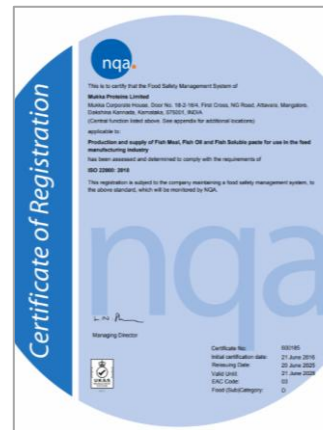 Certificate of Registration
nqa.
This is to certify that the Food Safety Management System of
Mukka Proteins Limited
Mukka Corporate House, Door No. 18-2-16/4, First Cross, NG Road, Attavara, Mangalore,
Dakshina Kannada, Karnataka, 575001, INDIA
(Central function listed above. See appendix for additional locations)
applicable to:
Production and supply of Fish Meal, Fish Oil and Fish Soluble paste for use in the feed
manufacturing industry
has been assessed and determined to comply with the requirements of
ISO 22000: 2018
This registration is subject to the company maintaining a food safety management system, to
the above standard, which will be monitored by NQA.
nqa
Managing Director
UKAS
Certificate No:
Initial certification date: 21 June 2016
Reissuing Date: 20 June 2025
Valid Until: 21 June
EAC Code: 03
Food (Sub)Category: D